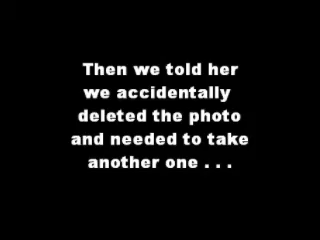 Then we told her
we accidentally
deleted the photo
and needed to take
another one . . .